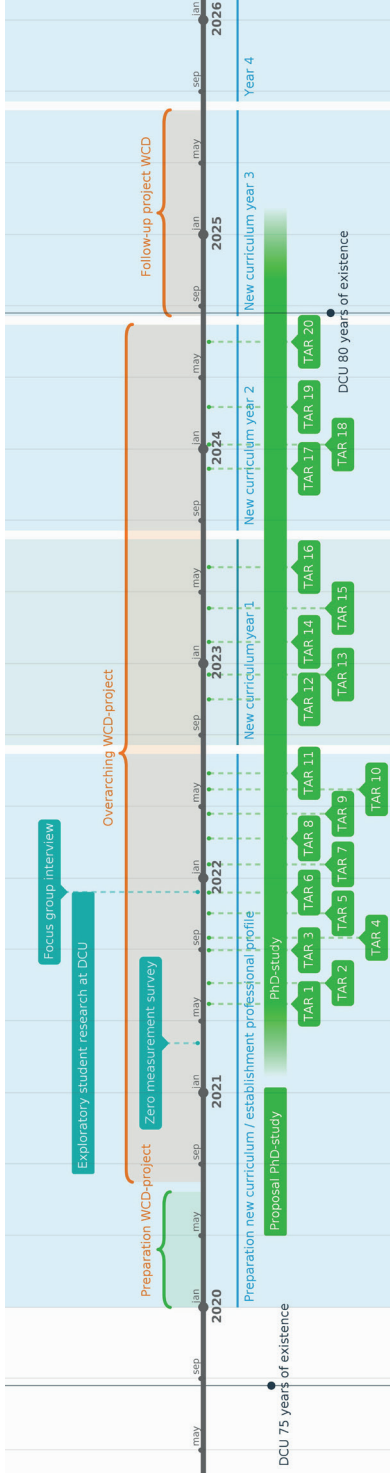 Focus group interview
Exploratory student research at DCU
Zero measurement survey
Preparation WCD-project
Overarching WCD-project
Follow-up project WCD
may
sep
jan
2020
may
sep
jan
2021
may
sep
jan
2022
may
sep
jan
2023
may
sep
jan
2024
may
sep
jan
2025
may
sep
jan
2026
Preparation new curriculum / establishment professional profile
New curriculum year 1
New curriculum year 2
New curriculum year 3
Year 4
Proposal PhD-study
PhD-study
DCU 75 years of existence
TAR 1
TAR 2
TAR 3
TAR 4
TAR 5
TAR 6
TAR 7
TAR 8
TAR 9
TAR 10
TAR 11
TAR 12
TAR 13
TAR 14
TAR 15
TAR 16
TAR 17
TAR 18
TAR 19
TAR 20
DCU 80 years of existence